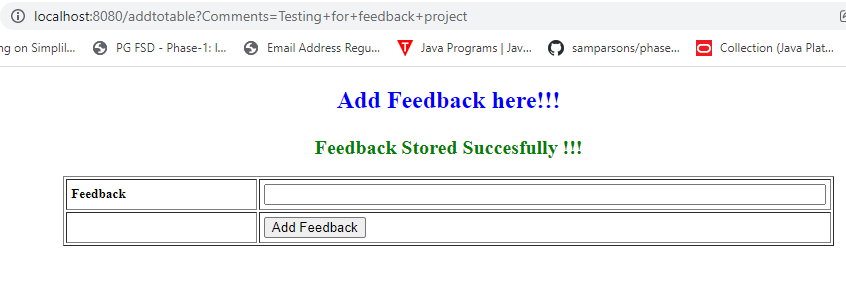 localhost:8080/addtotable?Comments=Testing+for+feedback+project
ng on Simplil... PG FSD - Phase-1: I... Email Address Regu... Java Programs | Jav... samparsons/phase... Collection (Java Plat...
Add Feedback here!!!
Feedback Stored Succesfully !!!
Feedback
Add Feedback